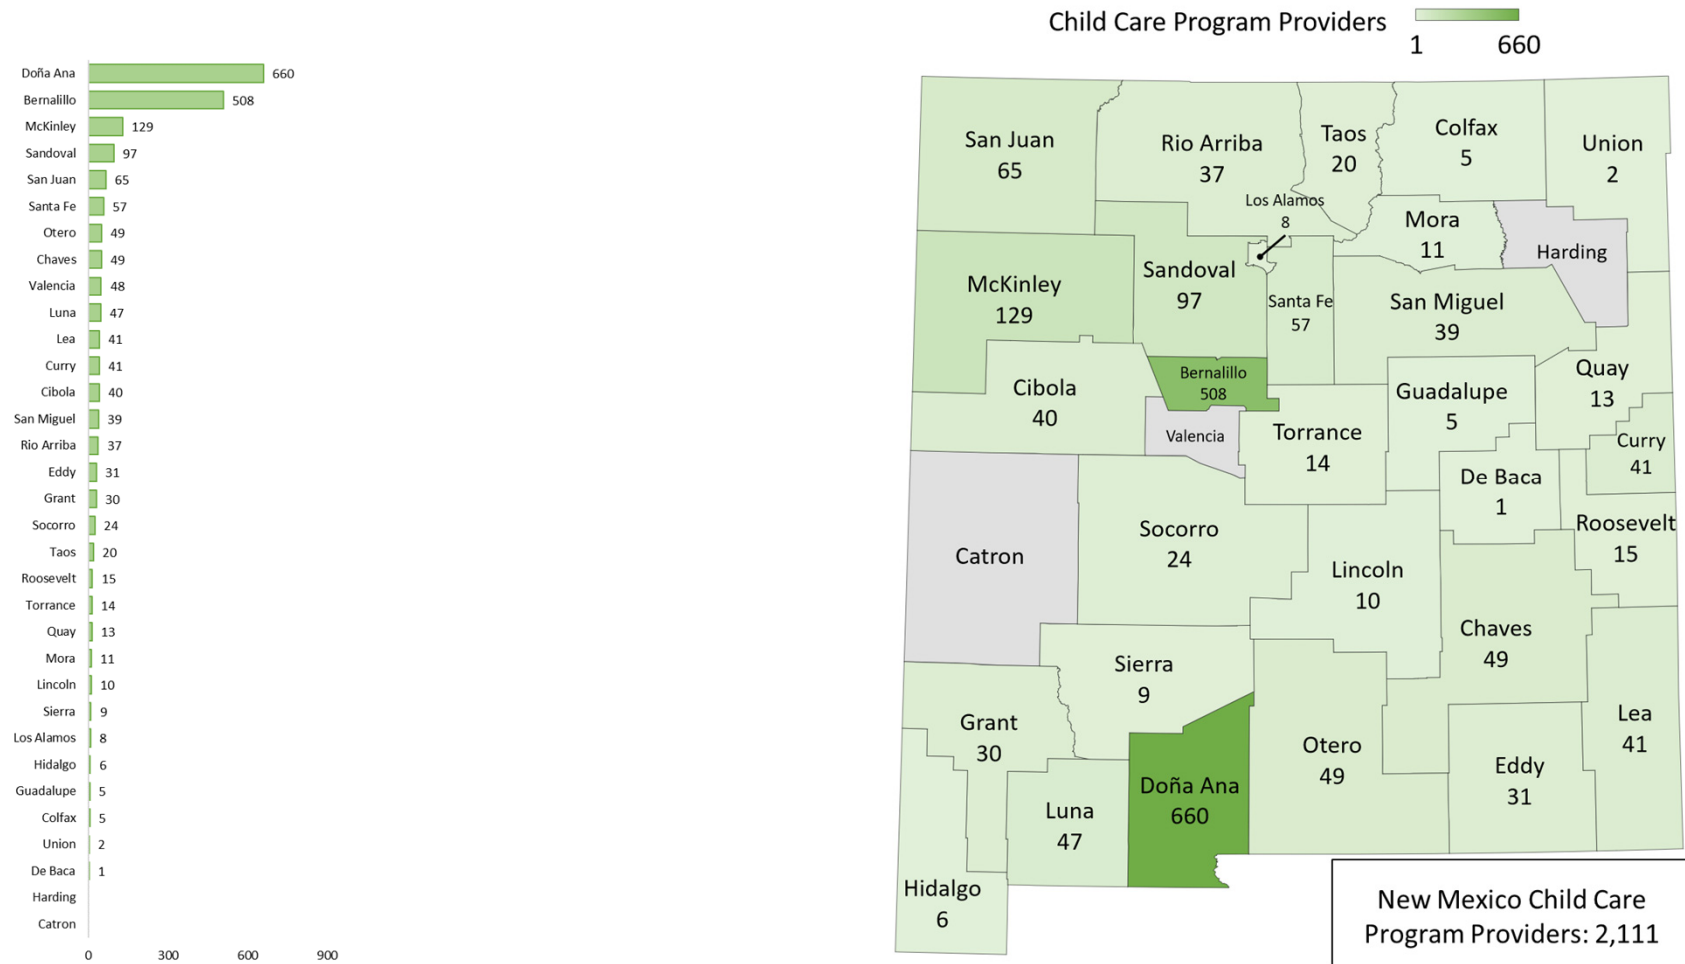 Doña Ana 660
Bernalillo 508
McKinley 129
Sandoval 97
San Juan 65
Santa Fe 57
Otero 49
Chaves 49
Valencia 48
Luna 47
Lea 41
Curry 41
Cibola 40
San Miguel 39
Rio Arriba 37
Eddy 31
Grant 30
Socorro 24
Taos 20
Roosevelt 15
Torrance 14
Quay 13
Mora 11
Lincoln 10
Sierra 9
Los Alamos 8
Hidalgo 6
Guadalupe 5
Colfax 5
Union 2
De Baca 1
Harding
Catron
0 300 600 900
Child Care Program Providers
1 660
San Juan
65
Rio Arriba
37
Taos
20
Colfax
5
Union
2
Los Alamos
8
Mora
11
Harding
McKinley
129
Sandoval
97
Santa Fe
57
San Miguel
39
Cibola
40
Bernalillo
508
Valencia
Torrance
14
Guadalupe
5
Quay
13
Curry
41
De Baca
1
Roosevelt
15
Catron
Socorro
24
Lincoln
10
Chaves
49
Sierra
9
Grant
30
Luna
47
Doña Ana
660
Otero
49
Eddy
31
Lea
41
Hidalgo
6
New Mexico Child Care
Program Providers: 2,111